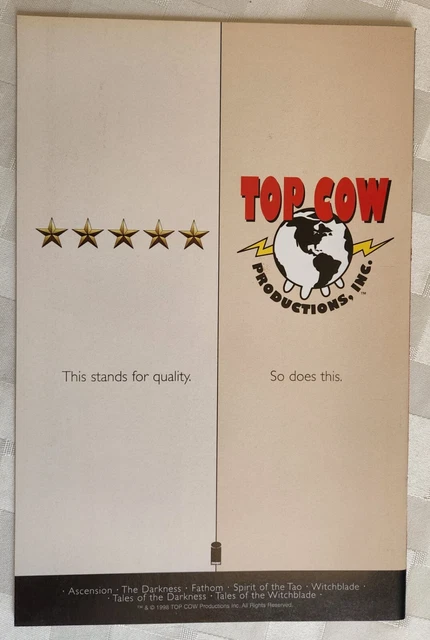 TOP COW
PRODUCTIONS, INC.™
This stands for quality.
So does this.
· Ascension · The Darkness · Fathom · Spirit of the Tao · Witchblade ·
· Tales of the Darkness · Tales of the Witchblade ·
™ & © 1998 TOP COW Productions, Inc. All Rights Reserved.